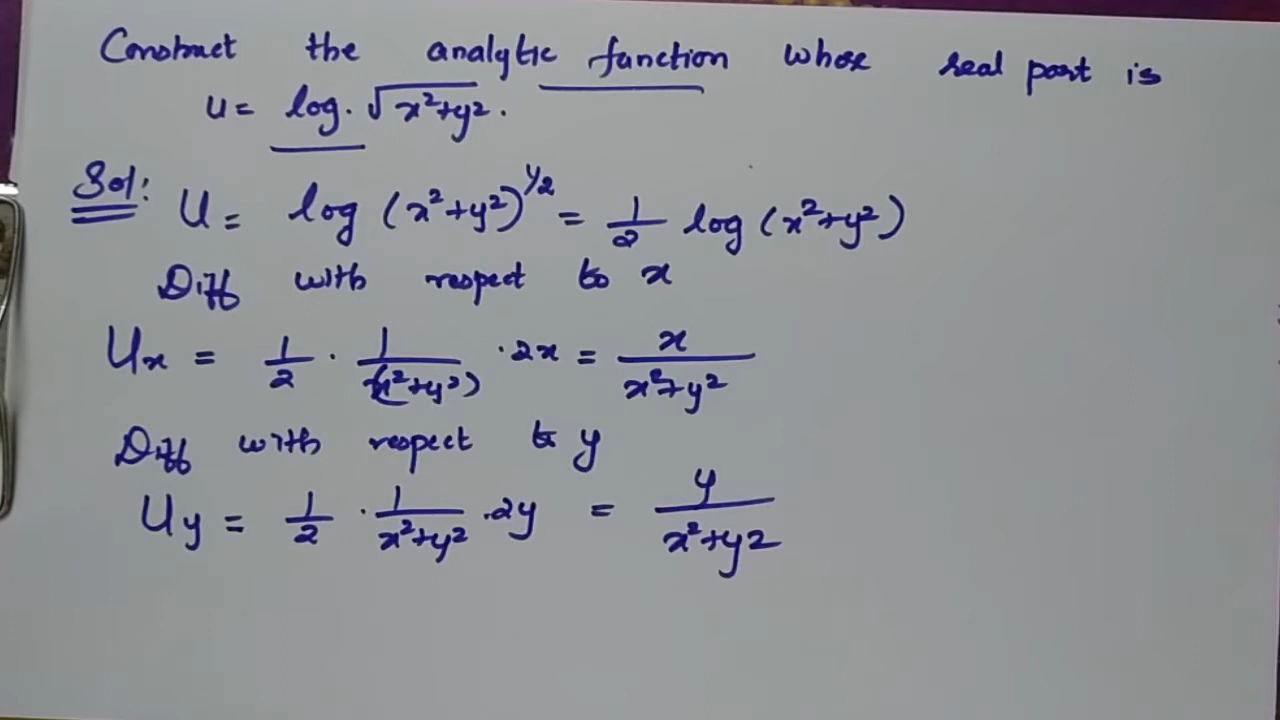 Construct the analytic function whose real part is
u = log. √x²+y².
Sol: U = log (x²+y²)^1/2 = 1/2 log (x²+y²)
Diff with respect to x
Ux = 1/2 · 1/(x²+y²) · 2x = x/x²+y²
Diff with respect to y
Uy = 1/2 · 1/x²+y² · 2y = y/x²+y2